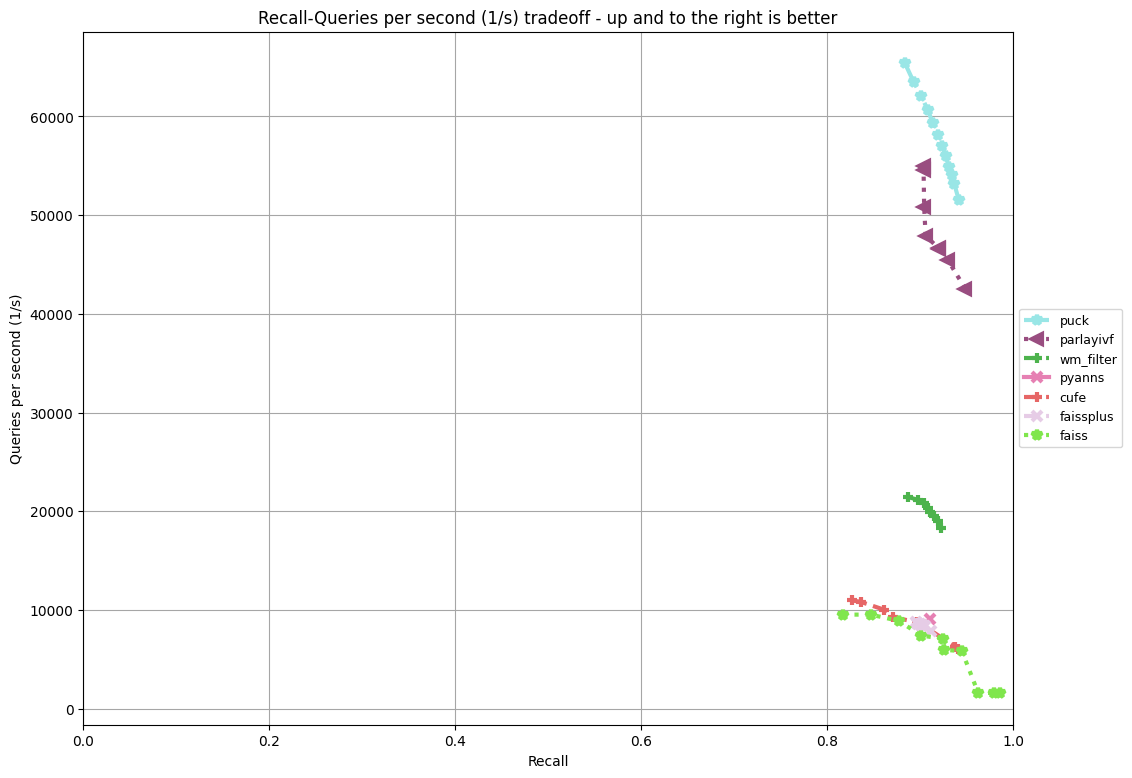 Recall-Queries per second (1/s) tradeoff - up and to the right is better
Queries per second (1/s)
60000
50000
40000
30000
20000
10000
0
0.0 0.2 0.4 0.6 0.8 1.0
Recall
puck
parlayivf
wm_filter
pyanns
cufe
faissplus
faiss